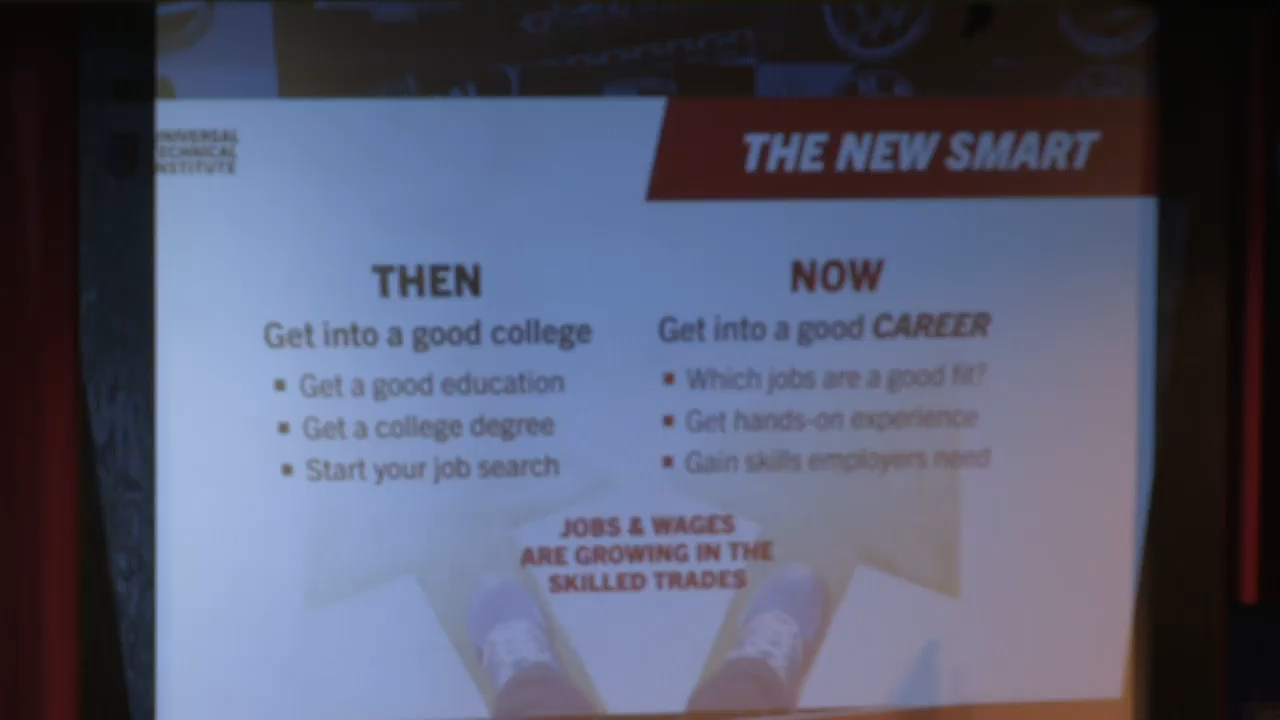 UNIVERSAL
TECHNICAL
INSTITUTE
THE NEW SMART
THEN
Get into a good college
▪ Get a good education
▪ Get a college degree
▪ Start your job search
NOW
Get into a good CAREER
▪ Which jobs are a good fit?
▪ Get hands-on experience
▪ Gain skills employers need
JOBS & WAGES
ARE GROWING IN THE
SKILLED TRADES